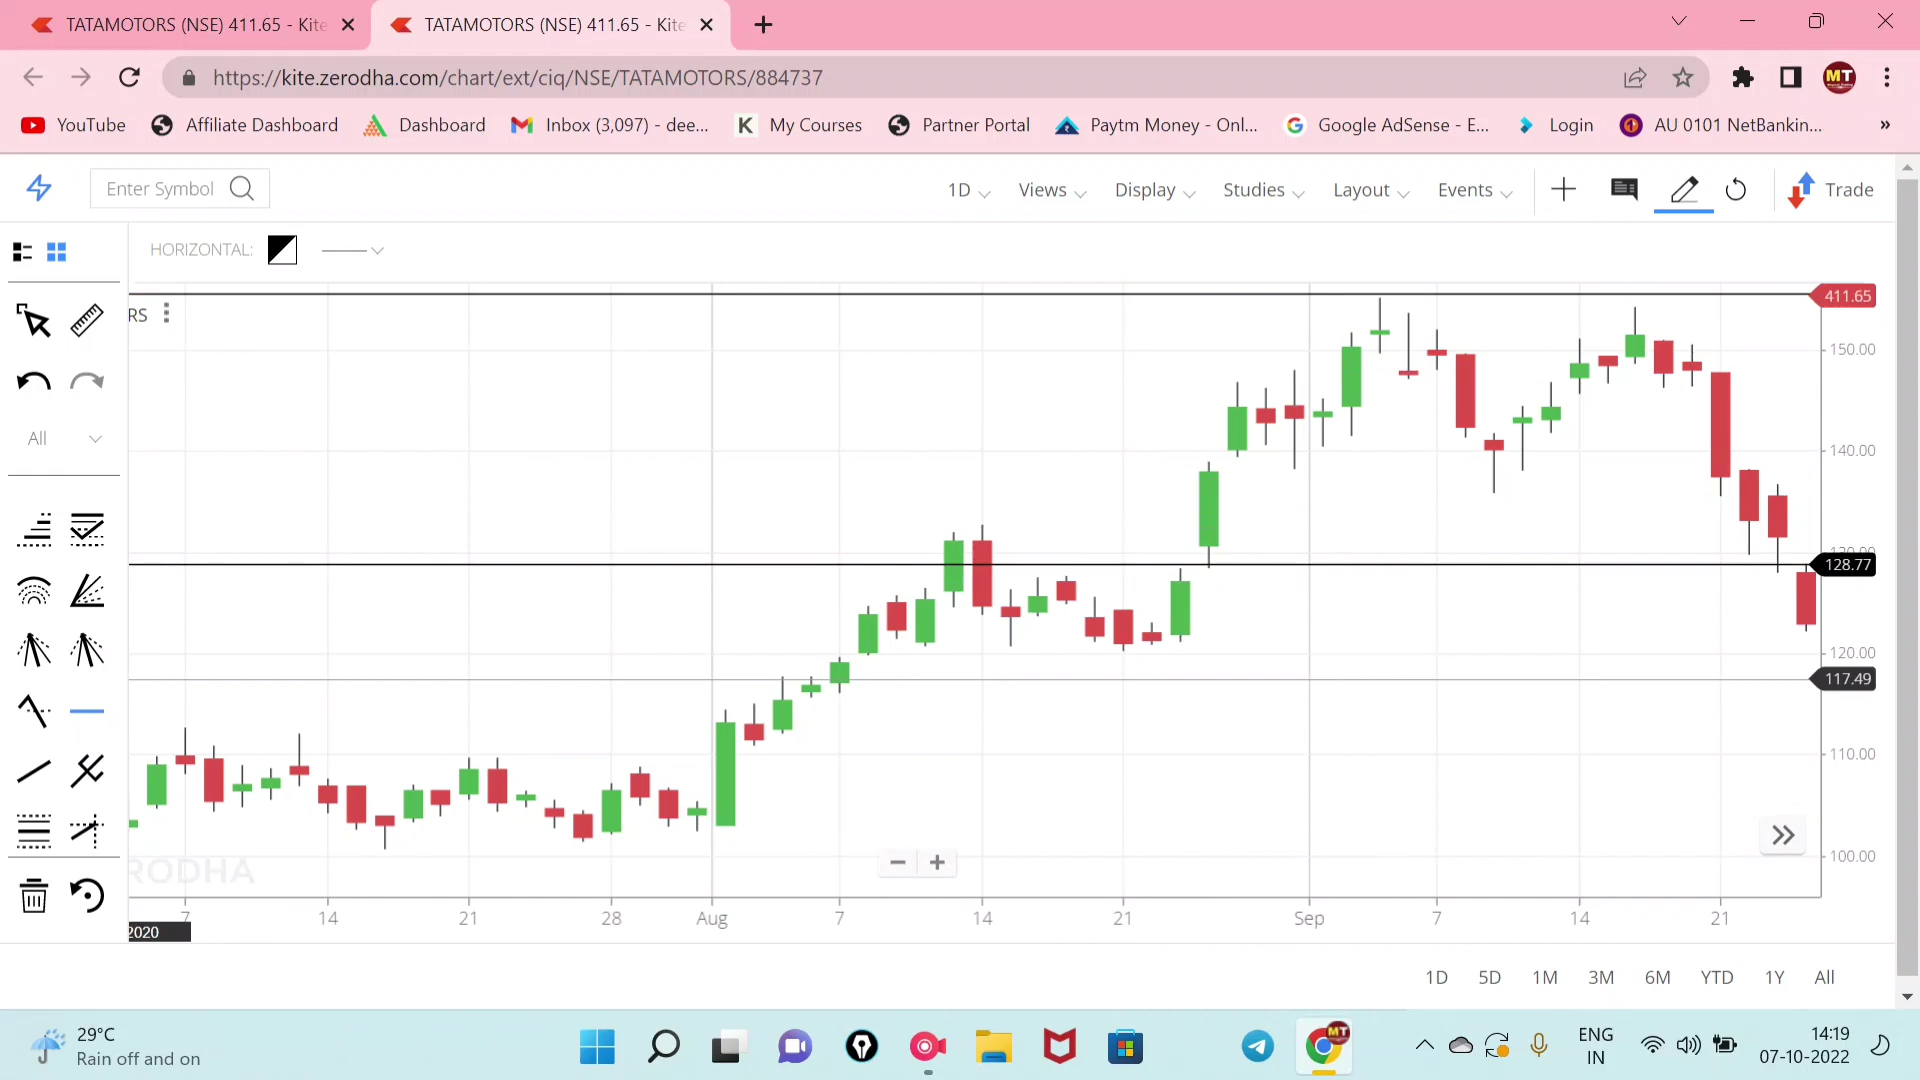 TATAMOTORS (NSE) 411.65 - Kite
TATAMOTORS (NSE) 411.65 - Kite
https://kite.zerodha.com/chart/ext/ciq/NSE/TATAMOTORS/884737
MT
YouTube
Affiliate Dashboard
Dashboard
Inbox (3,097) - dee...
K My Courses
Partner Portal
Paytm Money - Onl...
Google AdSense - E...
Login
AU 0101 NetBankin...
»
Enter Symbol
1D
Views
Display
Studies
Layout
Events
Trade
HORIZONTAL:
RS
411.65
150.00
140.00
130.00
128.77
120.00
117.49
110.00
100.00
All
RODHA
7 14 21 28 Aug 7 14 21 Sep 7 14 21
2020
1D 5D 1M 3M 6M YTD 1Y All
29°C
Rain off and on
MT
ENG
IN
14:19
07-10-2022